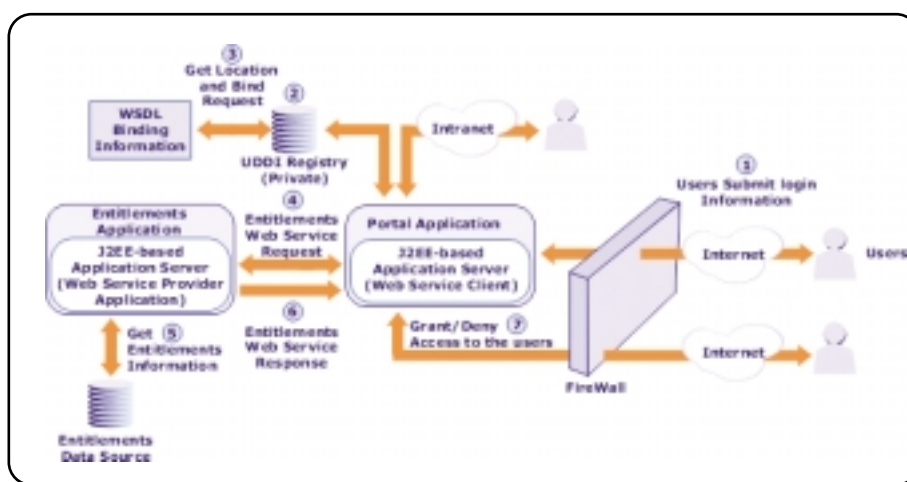 ③
Get Location
and Bind
Request
②
WSDL
Binding
Information
UDDI Registry
(Private)
Intranet
①
Users Submit login
Information
Entitlements
Application
J2EE-based
Application Server
(Web Service Provider
Application)
④
Entitlements
Web Service
Request
Portal Application
J2EE-based
Application Server
(Web Service Client)
Internet
Users
Get ⑤
Entitlements
Information
⑥
Entitlements
Web Service
Response
Grant/Deny ⑦
Access to the users
Internet
FireWall
Entitlements
Data Source